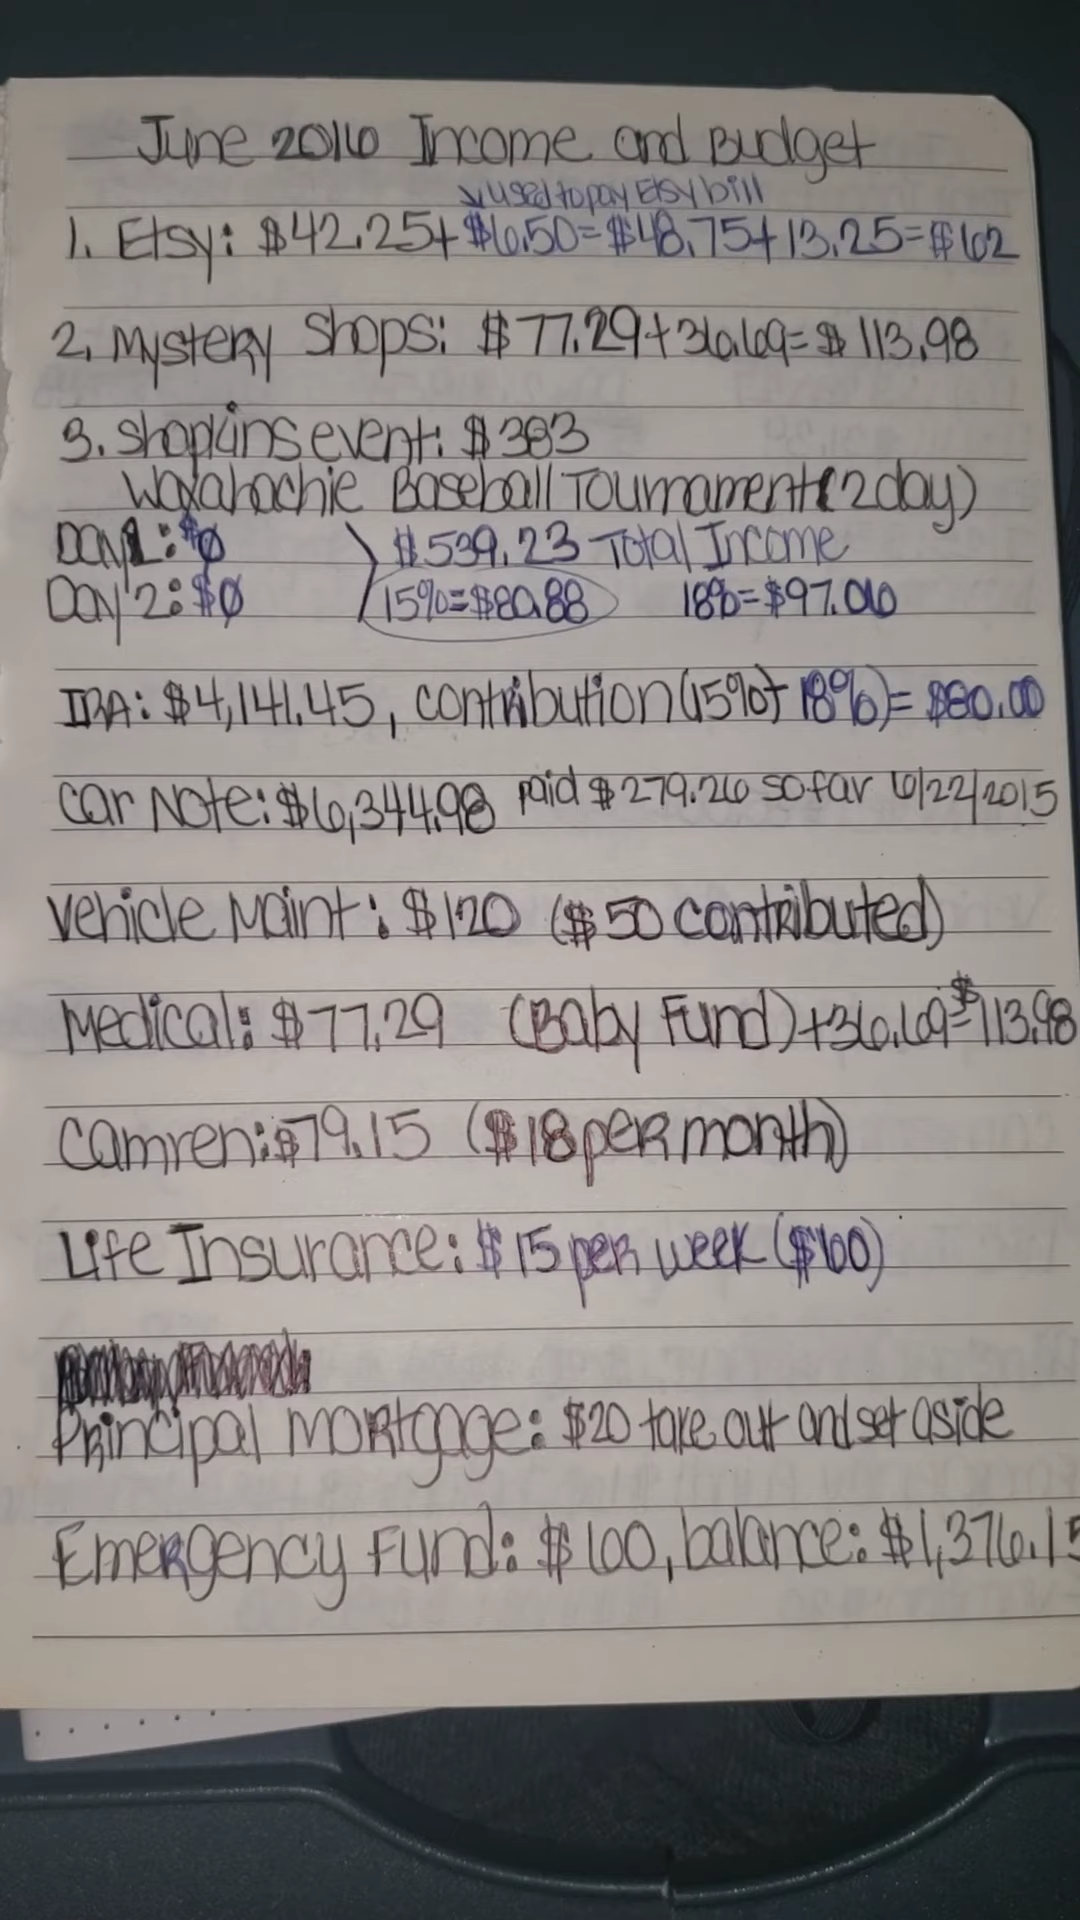 June 2016 Income and Budget
↘used to pay Etsy bill
1. Etsy: $42.25+$6.50=$48.75+13.25=$62
2. Mystery Shops: $77.29+36.69=$113.98
3. Shopkins event: $383
Waxahachie Baseball Tournament (2 day)
Day 1: $0 $539.23 Total Income
Day 2: $0 15%=$80.88 18%=$97.06
IRA: $4,141.45, contribution (15%+18%)=$80.00
Car Note: $6,344.98 paid $279.26 so far 6/22/2015
Vehicle Maint: $120 ($50 contributed)
Medical: $77.29 (Baby Fund)+36.69=$113.98
Camren: $79.15 ($18 per month)
Life Insurance: $15 per week ($60)
Principal Mortgage: $20 take out and set aside
Emergency Fund: $100, balance: $1,376.15